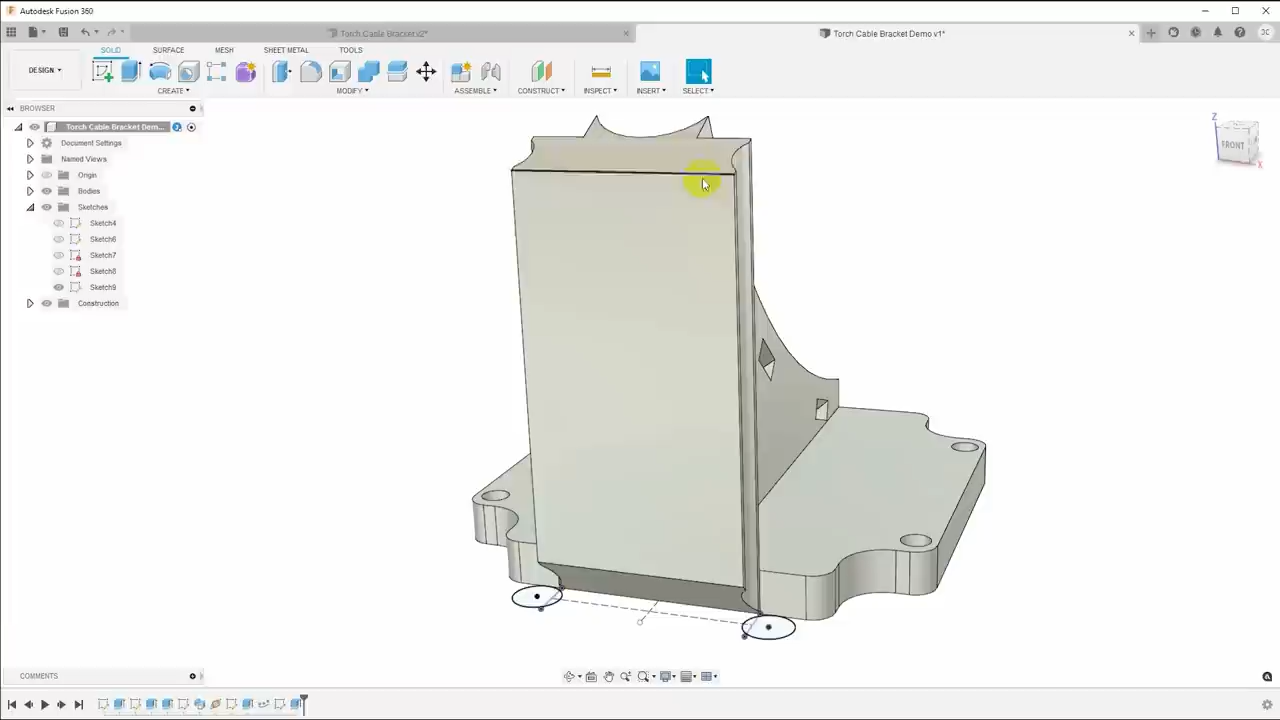 Autodesk Fusion 360
Torch Cable Bracket v2*
Torch Cable Bracket Demo v1*
JC
DESIGN
SOLID
SURFACE
MESH
SHEET METAL
TOOLS
CREATE
MODIFY
ASSEMBLE
CONSTRUCT
INSPECT
INSERT
SELECT
BROWSER
Torch Cable Bracket Dem...
Document Settings
Named Views
Origin
Bodies
Sketches
Sketch4
Sketch6
Sketch7
Sketch8
Sketch9
Construction
Z
FRONT
X
COMMENTS